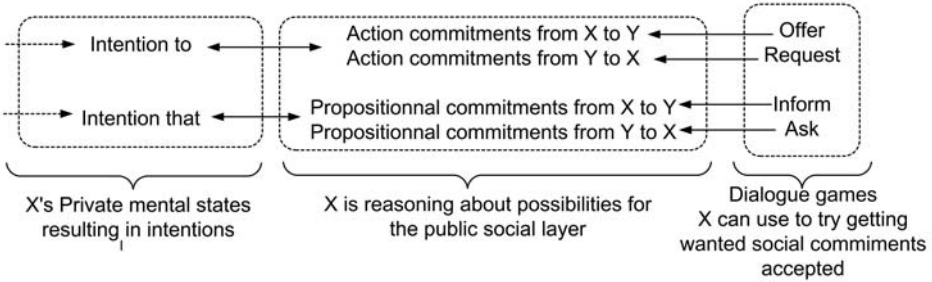 Intention to
Action commitments from X to Y
Offer
Action commitments from Y to X
Request
Intention that
Propositionnal commitments from X to Y
Inform
Propositionnal commitments from Y to X
Ask
X's Private mental states
resulting in intentions
X is reasoning about possibilities for
the public social layer
Dialogue games
X can use to try getting
wanted social commiments
accepted